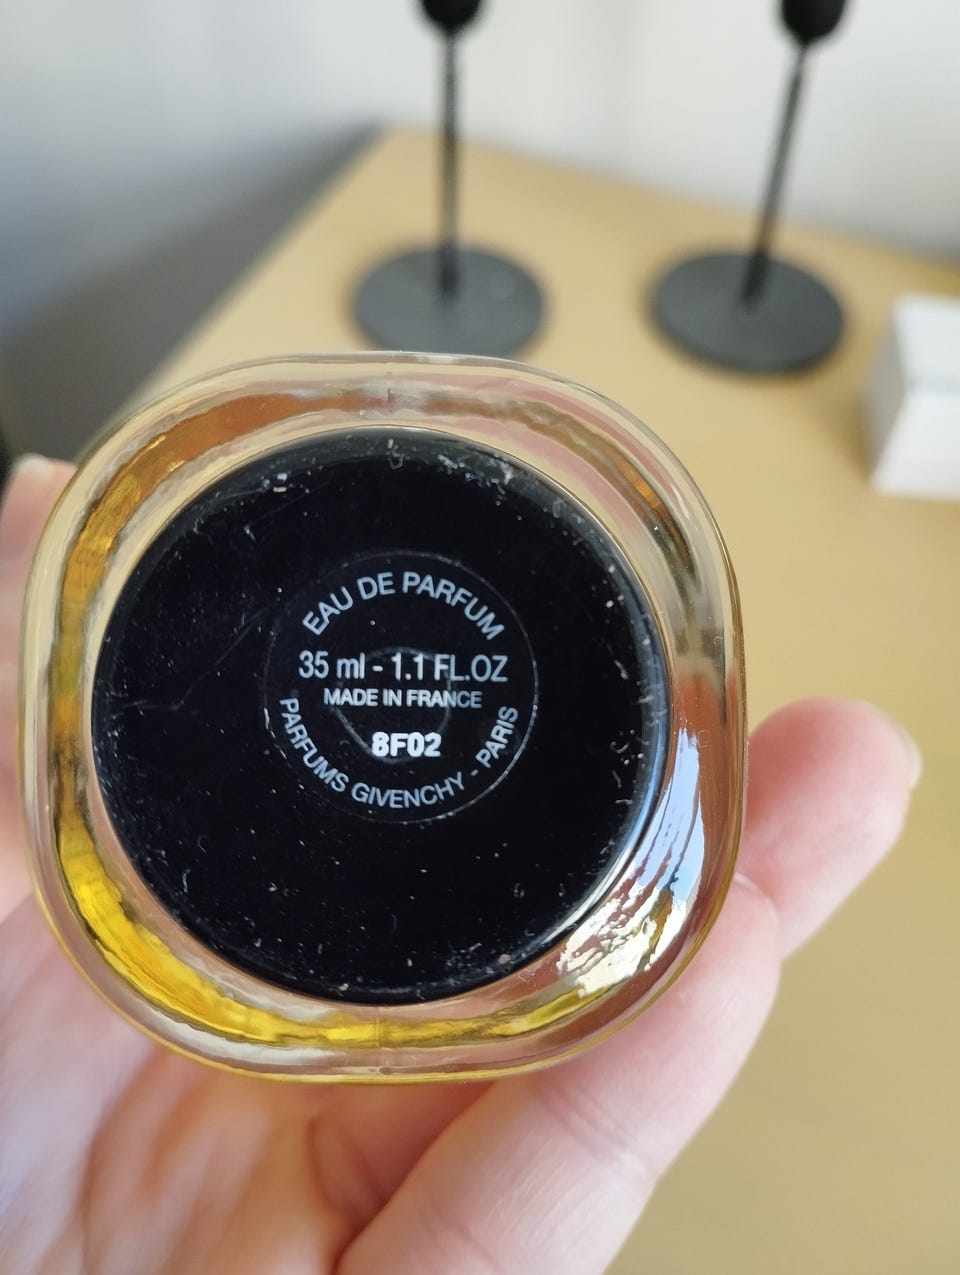 EAU DE PARFUM
35 ml - 1.1 FL.OZ
MADE IN FRANCE
8F02
PARFUMS GIVENCHY - PARIS